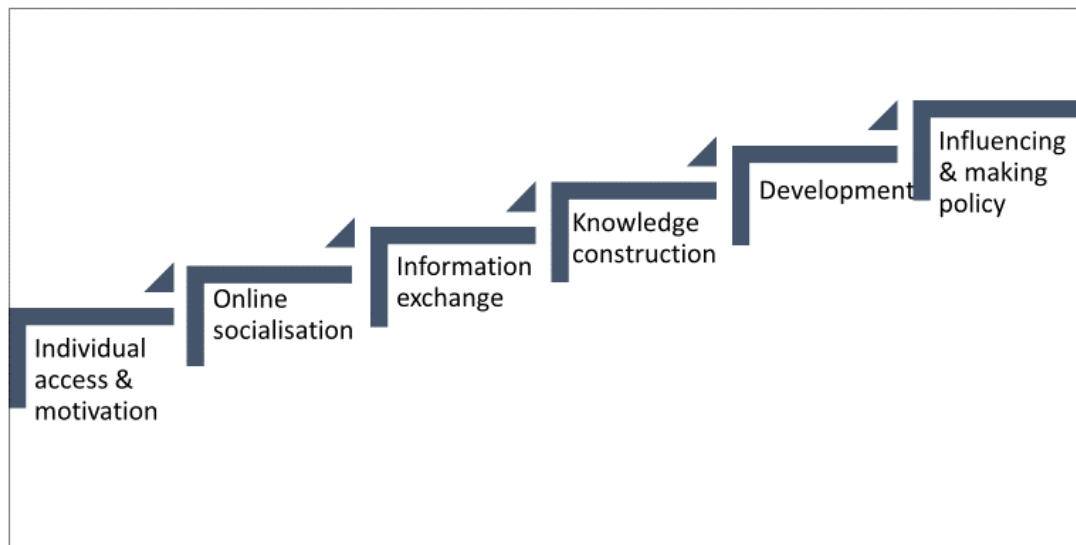 Individual
access &
motivation
Online
socialisation
Information
exchange
Knowledge
construction
Development
Influencing
& making
policy